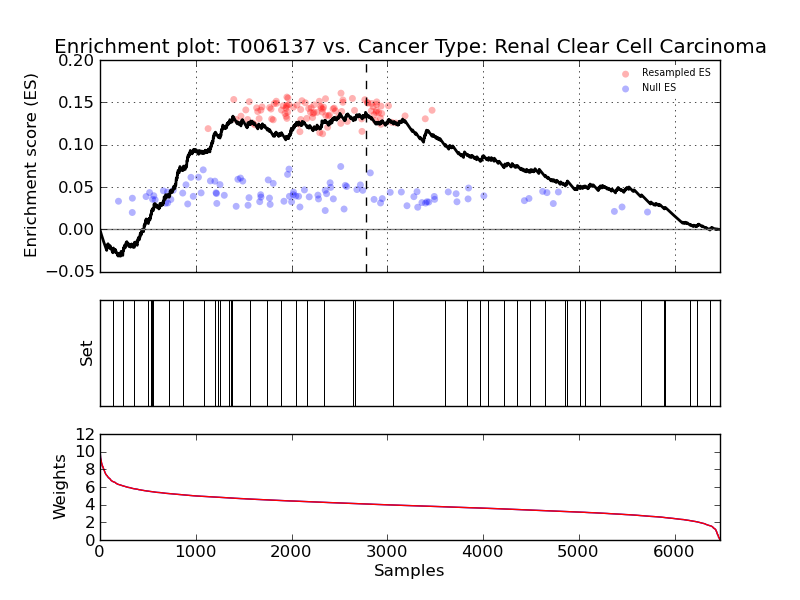 Enrichment plot: T006137 vs. Cancer Type: Renal Clear Cell Carcinoma
0.20
0.15
0.10
0.05
0.00
−0.05
Enrichment score (ES)
Resampled ES
Null ES
Set
12
10
8
6
4
2
0
Weights
0 1000 2000 3000 4000 5000 6000
Samples